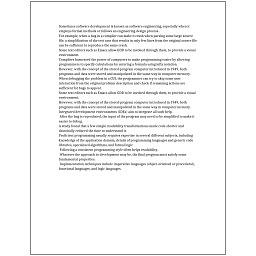 Sometimes software development is known as software engineering, especially when it
employs formal methods or follows an engineering design process.
For example, when a bug in a compiler can make it crash when parsing some large source
file, a simplification of the test case that results in only few lines from the original source file
can be sufficient to reproduce the same crash.
Some text editors such as Emacs allow GDB to be invoked through them, to provide a visual
environment.
Compilers harnessed the power of computers to make programming easier by allowing
programmers to specify calculations by entering a formula using infix notation.
However, with the concept of the stored-program computer introduced in 1949, both
programs and data were stored and manipulated in the same way in computer memory.
When debugging the problem in a GUI, the programmer can try to skip some user
interaction from the original problem description and check if remaining actions are
sufficient for bugs to appear.
Some text editors such as Emacs allow GDB to be invoked through them, to provide a visual
environment.
However, with the concept of the stored-program computer introduced in 1949, both
programs and data were stored and manipulated in the same way in computer memory.
Integrated development environments (IDEs) aim to integrate all such help.
After the bug is reproduced, the input of the program may need to be simplified to make it
easier to debug.
A study found that a few simple readability transformations made code shorter and
drastically reduced the time to understand it.
Proficient programming usually requires expertise in several different subjects, including
knowledge of the application domain, details of programming languages and generic code
libraries, specialized algorithms, and formal logic.
Following a consistent programming style often helps readability.
Whatever the approach to development may be, the final program must satisfy some
fundamental properties.
Implementation techniques include imperative languages (object-oriented or procedural),
functional languages, and logic languages.